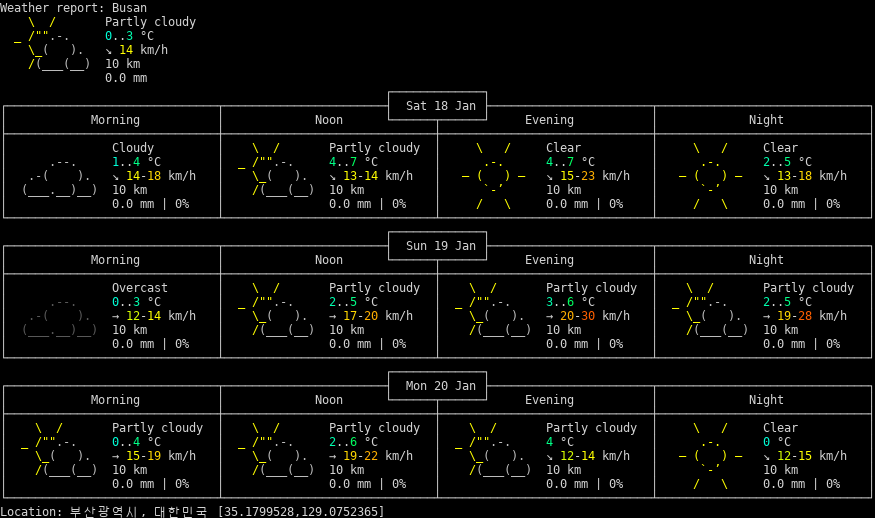 Weather report: Busan
Partly cloudy
0..3 °C
↘ 14 km/h
10 km
0.0 mm
Sat 18 Jan
Morning Noon Evening Night
Cloudy Partly cloudy Clear Clear
1..4 °C 4..7 °C 4..7 °C 2..5 °C
↘ 14-18 km/h ↘ 13-14 km/h ↘ 15-23 km/h ↘ 13-18 km/h
10 km 10 km 10 km 10 km
0.0 mm | 0% 0.0 mm | 0% 0.0 mm | 0% 0.0 mm | 0%
Sun 19 Jan
Morning Noon Evening Night
Overcast Partly cloudy Partly cloudy Partly cloudy
0..3 °C 2..5 °C 3..6 °C 2..5 °C
→ 12-14 km/h → 17-20 km/h → 20-30 km/h → 19-28 km/h
10 km 10 km 10 km 10 km
0.0 mm | 0% 0.0 mm | 0% 0.0 mm | 0% 0.0 mm | 0%
Mon 20 Jan
Morning Noon Evening Night
Partly cloudy Partly cloudy Partly cloudy Clear
0..4 °C 2..6 °C 4 °C 0 °C
→ 15-19 km/h → 19-22 km/h ↘ 12-14 km/h ↘ 12-15 km/h
10 km 10 km 10 km 10 km
0.0 mm | 0% 0.0 mm | 0% 0.0 mm | 0% 0.0 mm | 0%
Location: 부산광역시, 대한민국 [35.1799528,129.0752365]